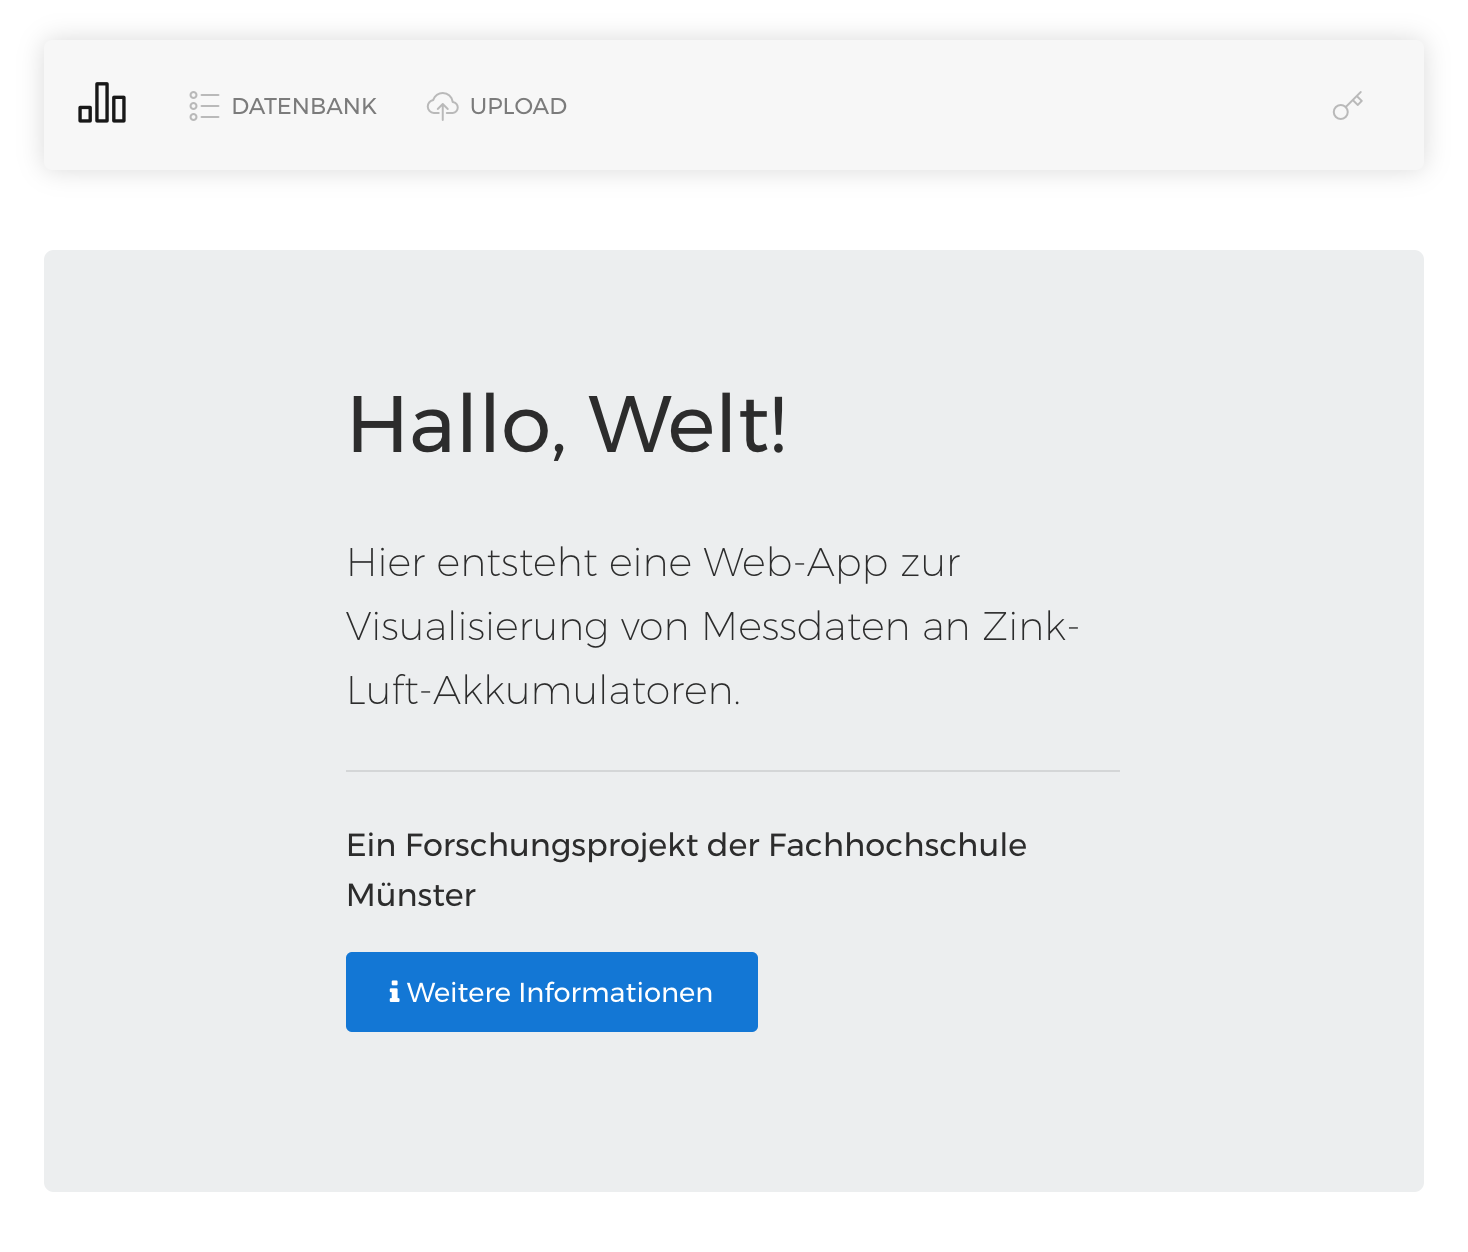 DATENBANK UPLOAD
Hallo, Welt!
Hier entsteht eine Web-App zur
Visualisierung von Messdaten an Zink-
Luft-Akkumulatoren.
Ein Forschungsprojekt der Fachhochschule
Münster
Weitere Informationen